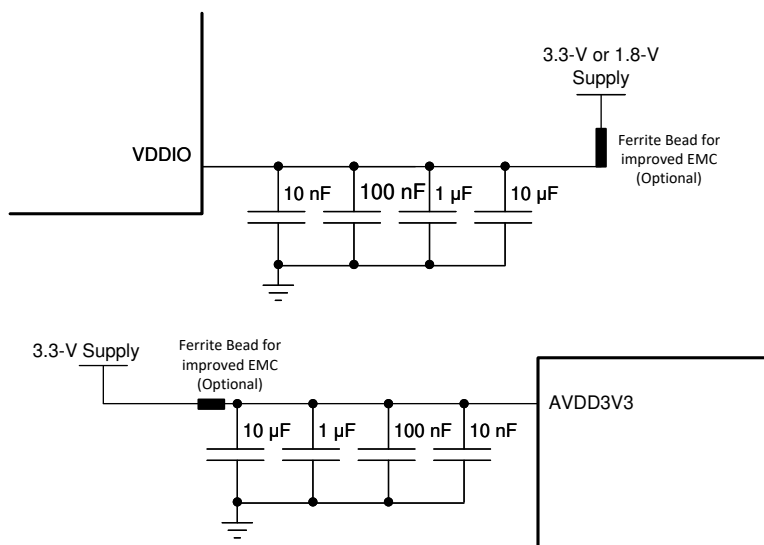 3.3-V or 1.8-V
Supply
VDDIO
Ferrite Bead for
improved EMC
(Optional)
10 nF
100 nF
1 µF
10 µF
3.3-V Supply
Ferrite Bead for
improved EMC
(Optional)
AVDD3V3
10 µF
1 µF
100 nF
10 nF